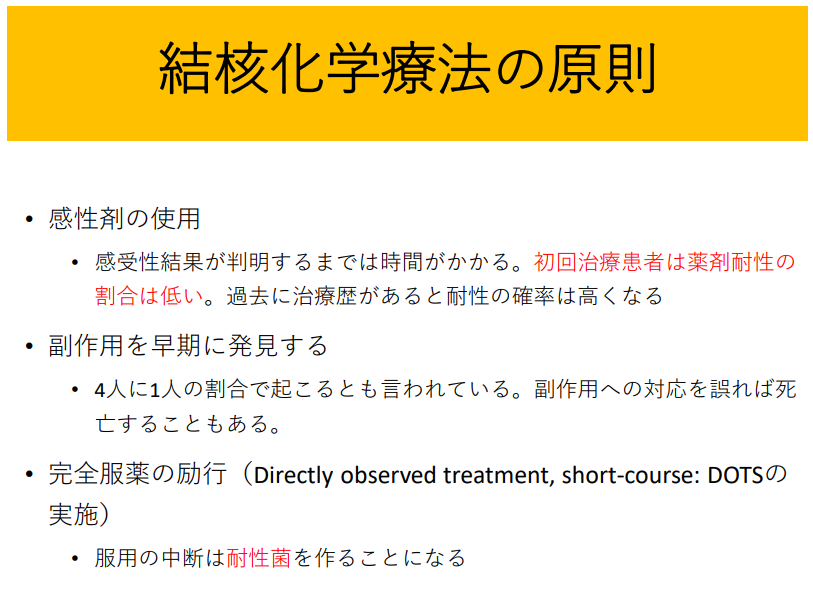 結核化学療法の原則
• 感性剤の使用
• 感受性結果が判明するまでは時間がかかる。初回治療患者は薬剤耐性の
割合は低い。過去に治療歴があると耐性の確率は高くなる
• 副作用を早期に発見する
• 4人に1人の割合で起こるとも言われている。副作用への対応を誤れば死
亡することもある。
• 完全服薬の励行（Directly observed treatment, short-course: DOTSの
実施）
• 服用の中断は耐性菌を作ることになる